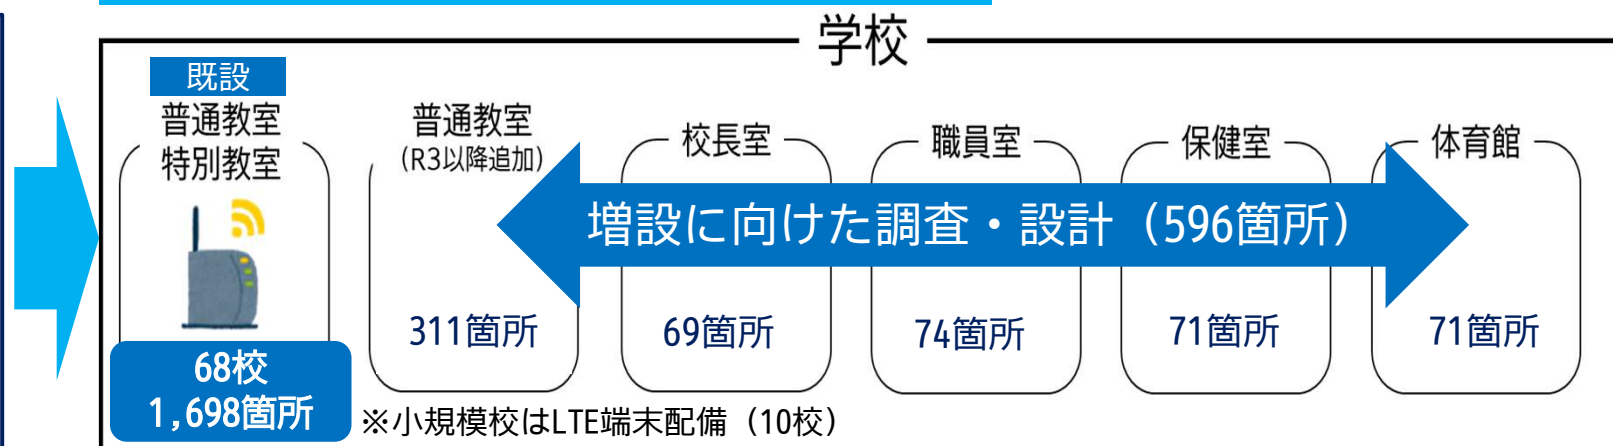 学校
既設
普通教室
特別教室
68校
1,698箇所
普通教室
(R3以降追加)
311箇所
校長室
69箇所
職員室
74箇所
保健室
71箇所
体育館
71箇所
増設に向けた調査・設計（596箇所）
※小規模校はLTE端末配備（10校）